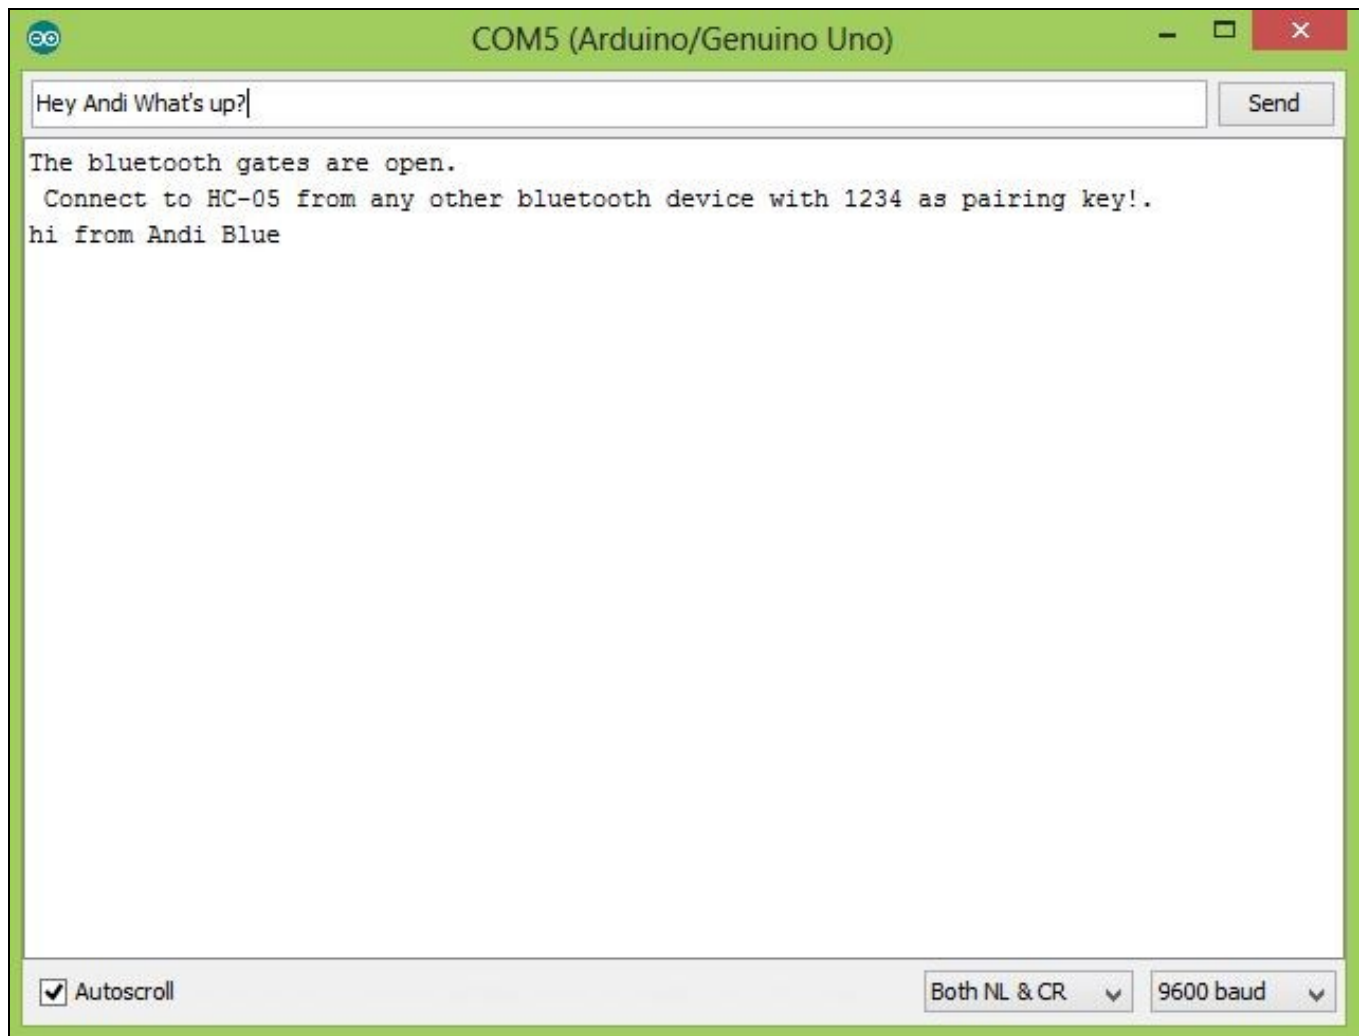 COM5 (Arduino/Genuino Uno)
Hey Andi What's up?
Send
The bluetooth gates are open.
Connect to HC-05 from any other bluetooth device with 1234 as pairing key!.
hi from Andi Blue
Autoscroll
Both NL & CR
9600 baud